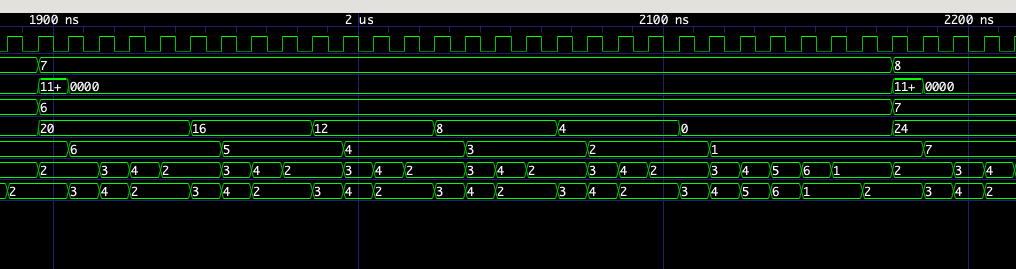 1900 ns 2 us 2100 ns 2200 ns
7 8
11+ 0000 11+ 0000
6 7
20 16 12 8 4 0 24
6 5 4 3 2 1 7
2 3 4 2 3 4 2 3 4 2 3 4 2 3 4 2 3 4 5 6 1 2 3 4
2 3 4 2 3 4 2 3 4 2 3 4 2 3 4 2 3 4 5 6 1 2 3 4 2